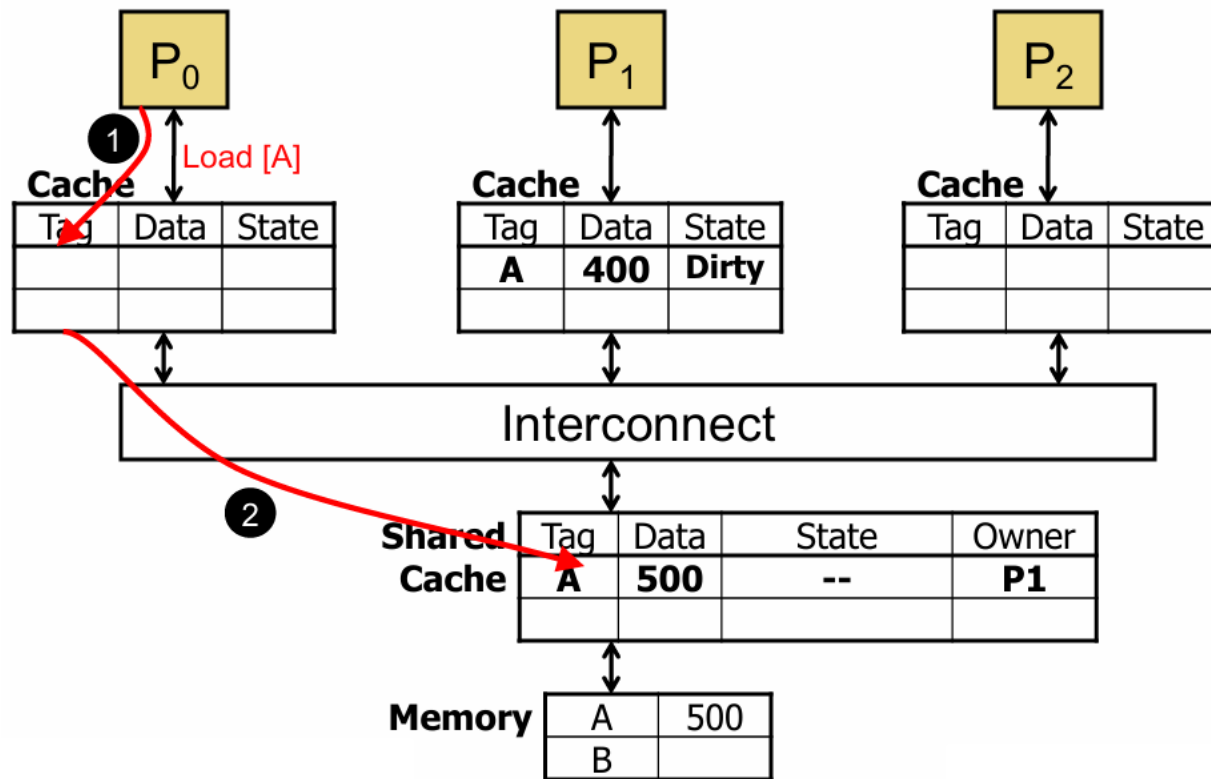 P0 P1 P2
1
Load [A]
Cache Cache Cache
Tag Data State Tag Data State Tag Data State
A 400 Dirty
Interconnect
2
Shared Cache
Tag Data State Owner
A 500 -- P1
Memory
A 500
B